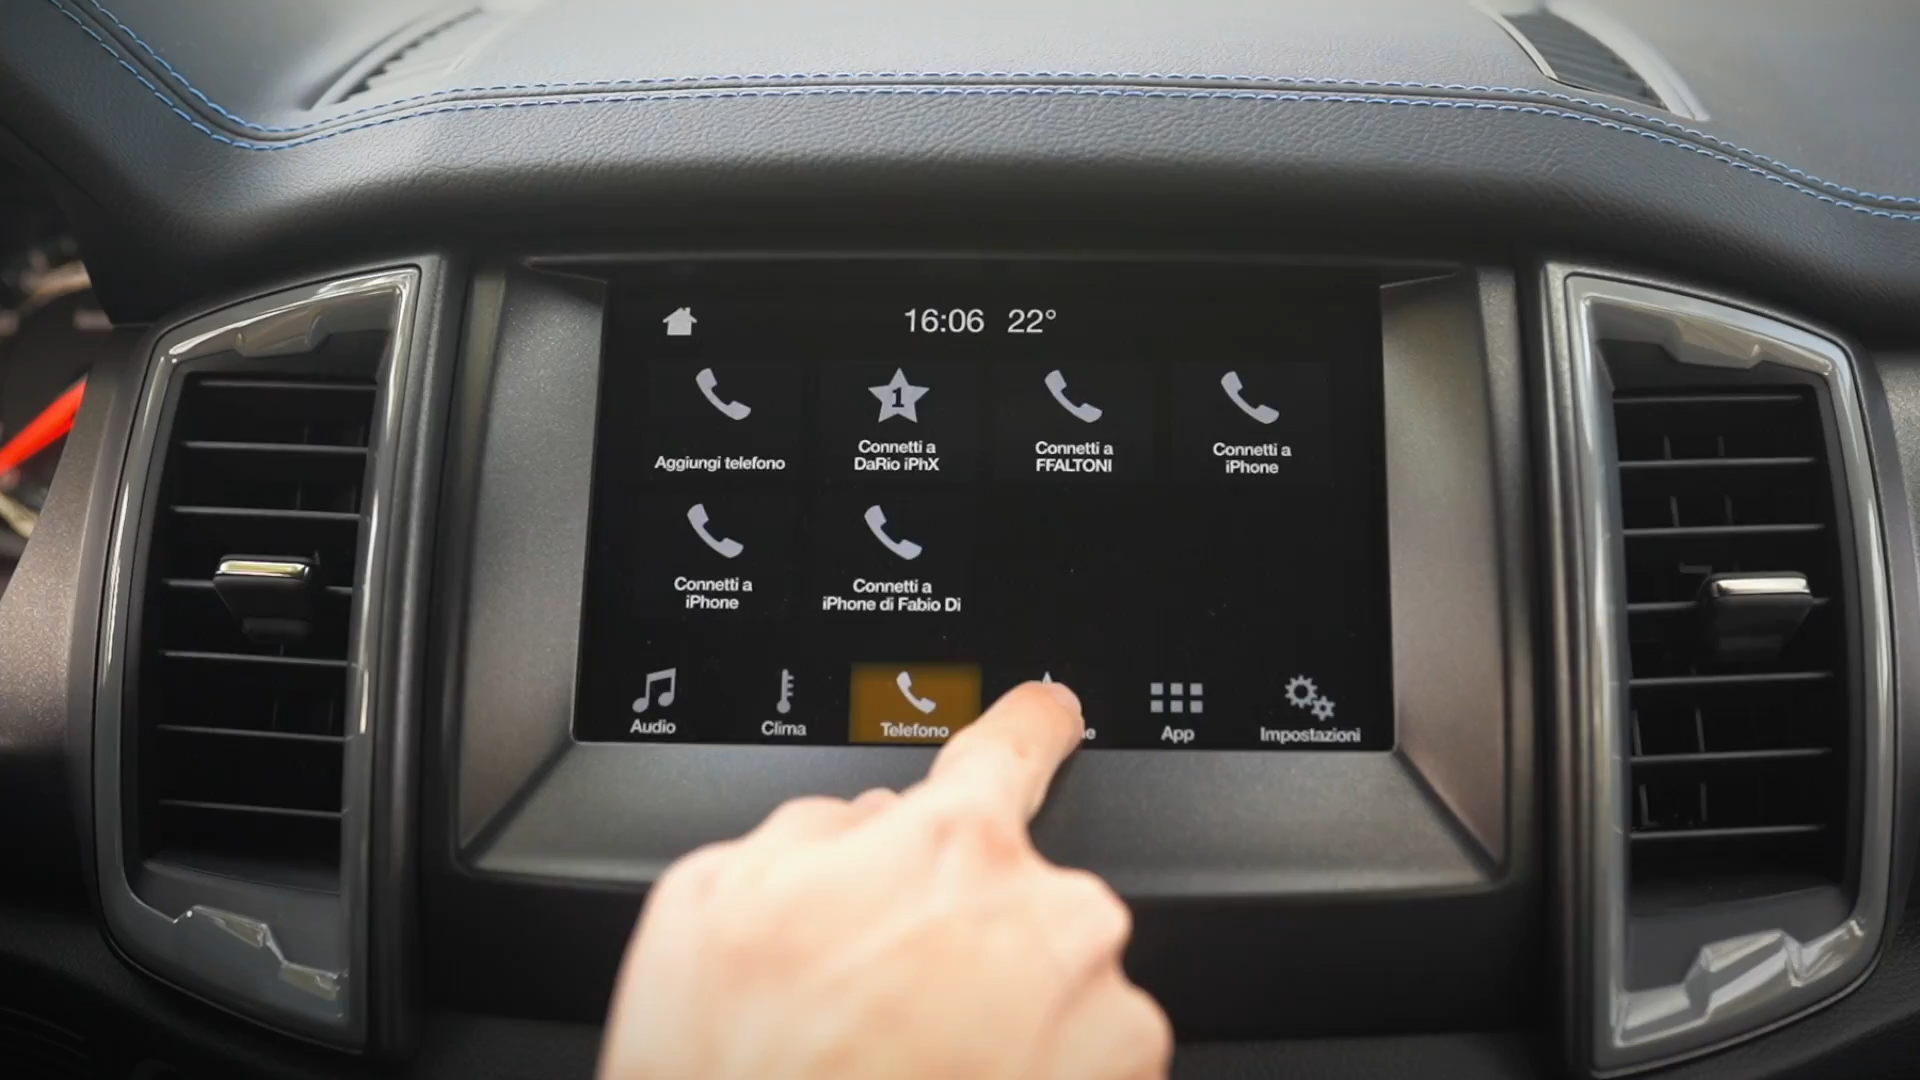 16:06 22°
Aggiungi telefono
1
Connetti a
DaRio iPhX
Connetti a
FFALTONI
Connetti a
iPhone
Connetti a
iPhone
Connetti a
iPhone di Fabio Di
Audio
Clima
Telefono
App
Impostazioni